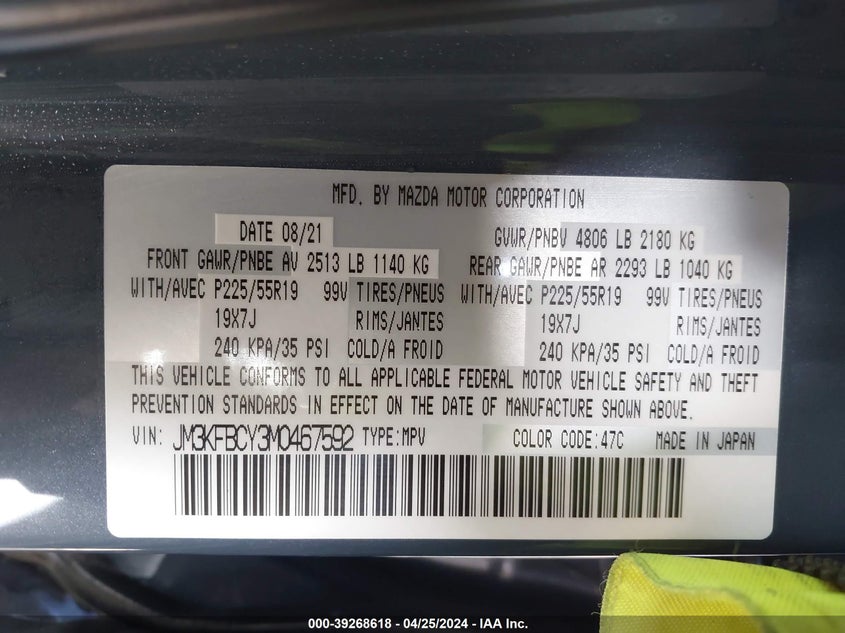 MFD. BY MAZDA MOTOR CORPORATION
DATE 08/21 GVWR/PNBV 4806 LB 2180 KG
FRONT GAWR/PNBE AV 2513 LB 1140 KG REAR GAWR/PNBE AR 2293 LB 1040 KG
WITH/AVEC P225/55R19 99V TIRES/PNEUS WITH/AVEC P225/55R19 99V TIRES/PNEUS
19X7J RIMS/JANTES 19X7J RIMS/JANTES
240 KPA/35 PSI COLD/A FROID 240 KPA/35 PSI COLD/A FROID
THIS VEHICLE CONFORMS TO ALL APPLICABLE FEDERAL MOTOR VEHICLE SAFETY AND THEFT
PREVENTION STANDARDS IN EFFECT ON THE DATE OF MANUFACTURE SHOWN ABOVE.
VIN: JM3KFBCY3M0467592 TYPE:MPV COLOR CODE:47C MADE IN JAPAN
000-39268618 - 04/25/2024 - IAA Inc.